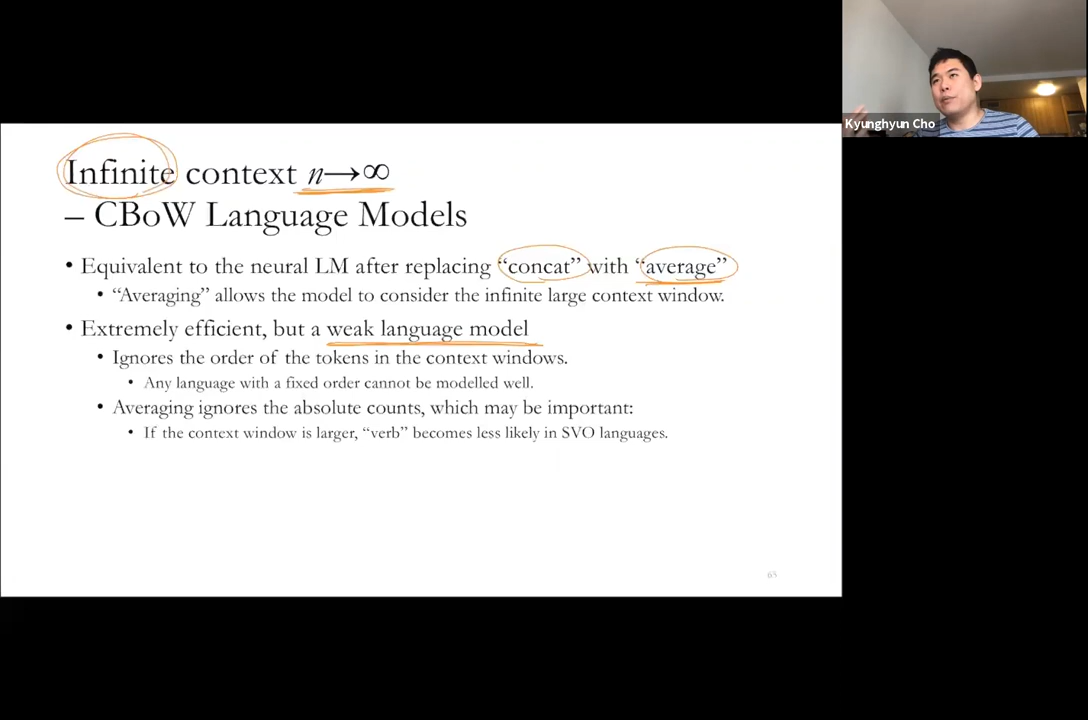 Kyunghyun Cho
Infinite context n→∞
– CBoW Language Models
• Equivalent to the neural LM after replacing “concat” with “average”
• “Averaging” allows the model to consider the infinite large context window.
• Extremely efficient, but a weak language model
• Ignores the order of the tokens in the context windows.
• Any language with a fixed order cannot be modelled well.
• Averaging ignores the absolute counts, which may be important:
• If the context window is larger, “verb” becomes less likely in SVO languages.
65